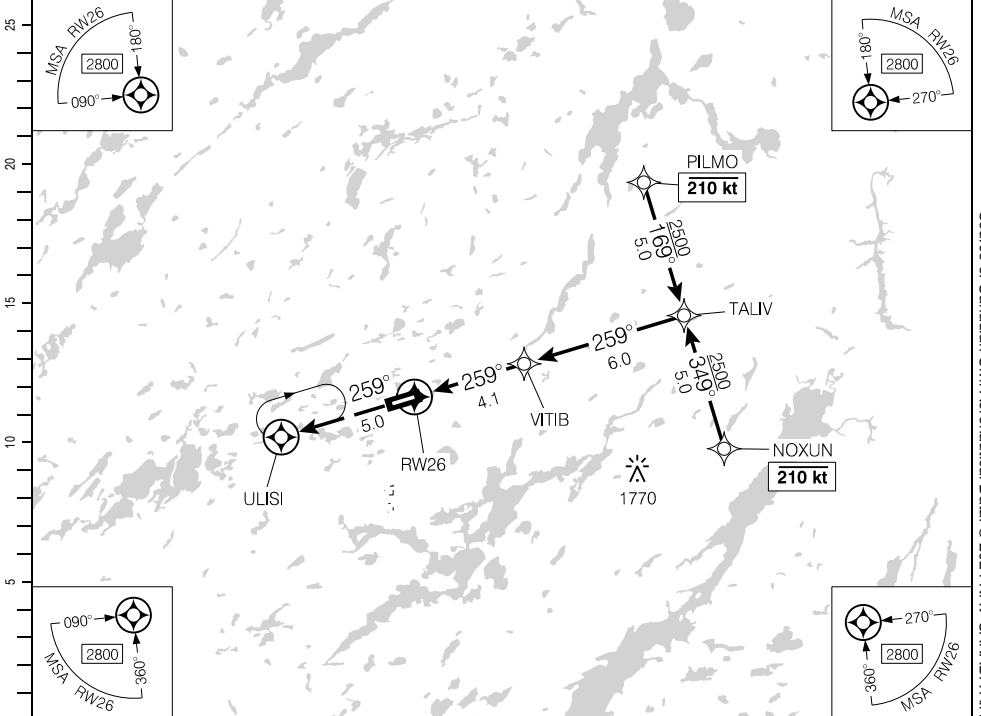 25
20
15
10
5
MSA RW26
180°
2800
090°
MSA RW26
180°
2800
270°
PILMO
210 kt
2500
169°
5.0
TALIV
259°
6.0
2500
349°
5.0
VITIB
259°
4.1
259°
5.0
RW26
ULISI
NOXUN
210 kt
1770
090°
2800
360°
MSA RW26
270°
2800
360°
MSA RW26